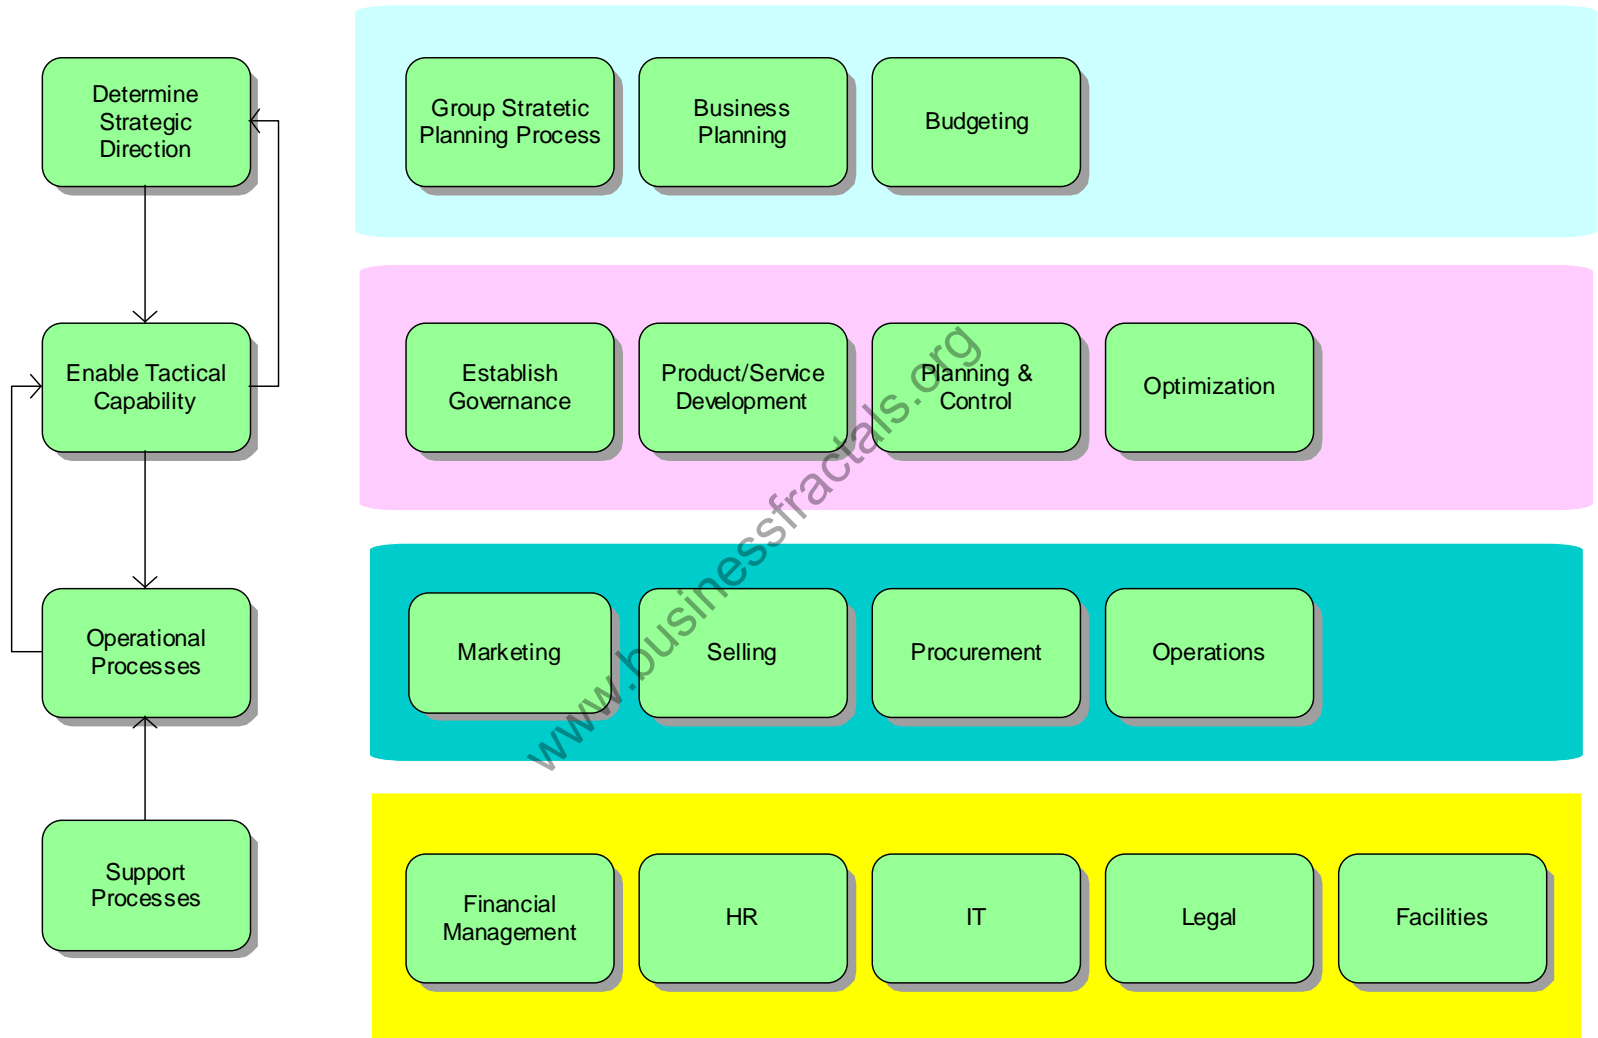 Determine
Strategic
Direction
Group Stratetic
Planning Process
Business
Planning
Budgeting
Enable Tactical
Capability
Establish
Governance
Product/Service
Development
Planning &
Control
Optimization
Operational
Processes
Marketing
Selling
Procurement
Operations
Support
Processes
Financial
Management
HR
IT
Legal
Facilities
www.businessfractals.org